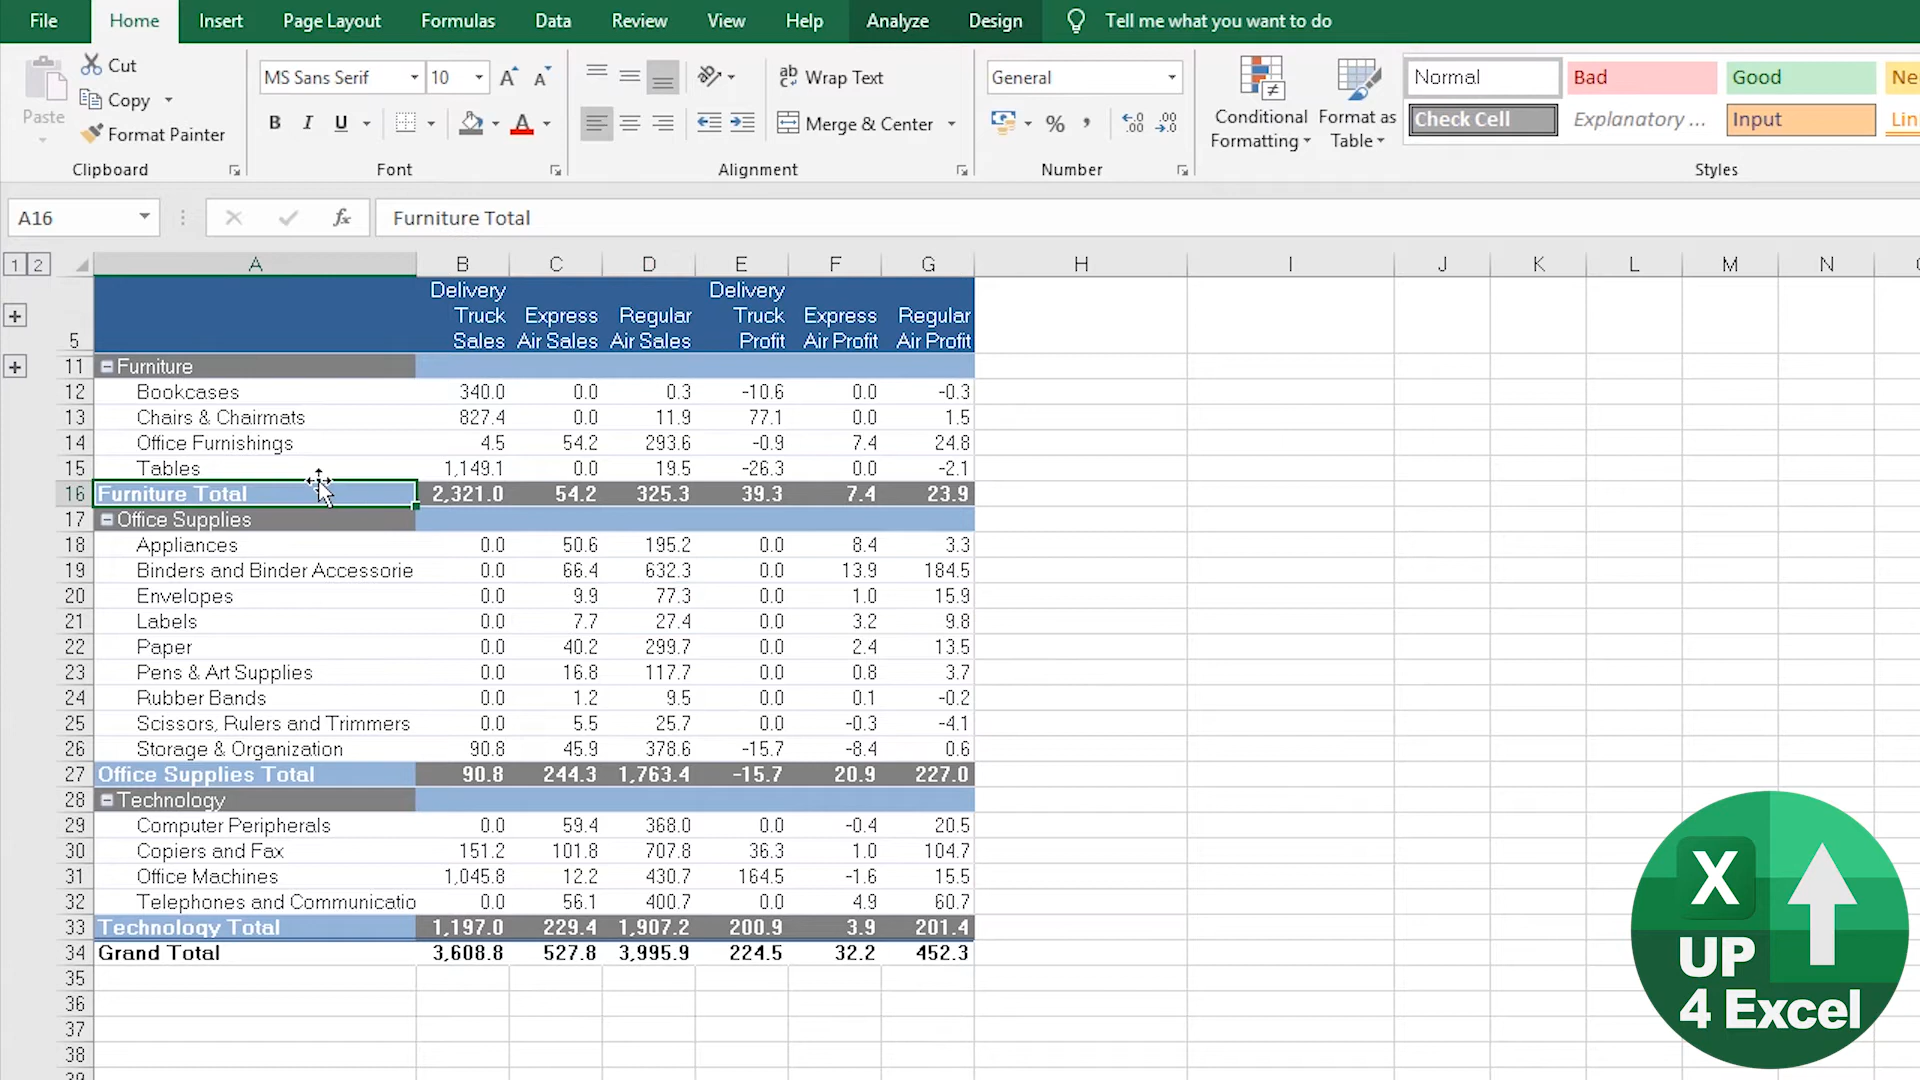 File Home Insert Page Layout Formulas Data Review View Help Analyze Design Tell me what you want to do
Paste
Cut
Copy
Format Painter
Clipboard
MS Sans Serif 10
B I U
Font
Wrap Text
Merge & Center
Alignment
General
%
Number
Conditional Formatting
Format as Table
Normal Bad Good Ne
Check Cell Explanatory ... Input Lin
Styles
A16 fx Furniture Total
1 2
A B C D E F G H I J K L M N
5 Delivery Truck Sales Express Air Sales Regular Air Sales Delivery Truck Profit Express Air Profit Regular Air Profit
11 Furniture
12 Bookcases 340.0 0.0 0.3 -10.6 0.0 -0.3
13 Chairs & Chairmats 827.4 0.0 11.9 77.1 0.0 1.5
14 Office Furnishings 4.5 54.2 293.6 -0.9 7.4 24.8
15 Tables 1,149.1 0.0 19.5 -26.3 0.0 -2.1
16 Furniture Total 2,321.0 54.2 325.3 39.3 7.4 23.9
17 Office Supplies
18 Appliances 0.0 50.6 195.2 0.0 8.4 3.3
19 Binders and Binder Accessorie 0.0 66.4 632.3 0.0 13.9 184.5
20 Envelopes 0.0 9.9 77.3 0.0 1.0 15.9
21 Labels 0.0 7.7 27.4 0.0 3.2 9.8
22 Paper 0.0 40.2 299.7 0.0 2.4 13.5
23 Pens & Art Supplies 0.0 16.8 117.7 0.0 0.8 3.7
24 Rubber Bands 0.0 1.2 9.5 0.0 0.1 -0.2
25 Scissors, Rulers and Trimmers 0.0 5.5 25.7 0.0 -0.3 -4.1
26 Storage & Organization 90.8 45.9 378.6 -15.7 -8.4 0.6
27 Office Supplies Total 90.8 244.3 1,763.4 -15.7 20.9 227.0
28 Technology
29 Computer Peripherals 0.0 59.4 368.0 0.0 -0.4 20.5
30 Copiers and Fax 151.2 101.8 707.8 36.3 1.0 104.7
31 Office Machines 1,045.8 12.2 430.7 164.5 -1.6 15.5
32 Telephones and Communicatio 0.0 56.1 400.7 0.0 4.9 60.7
33 Technology Total 1,197.0 229.4 1,907.2 200.9 3.9 201.4
34 Grand Total 3,608.8 527.8 3,995.9 224.5 32.2 452.3
35
36
37
38
X
UP
4 Excel